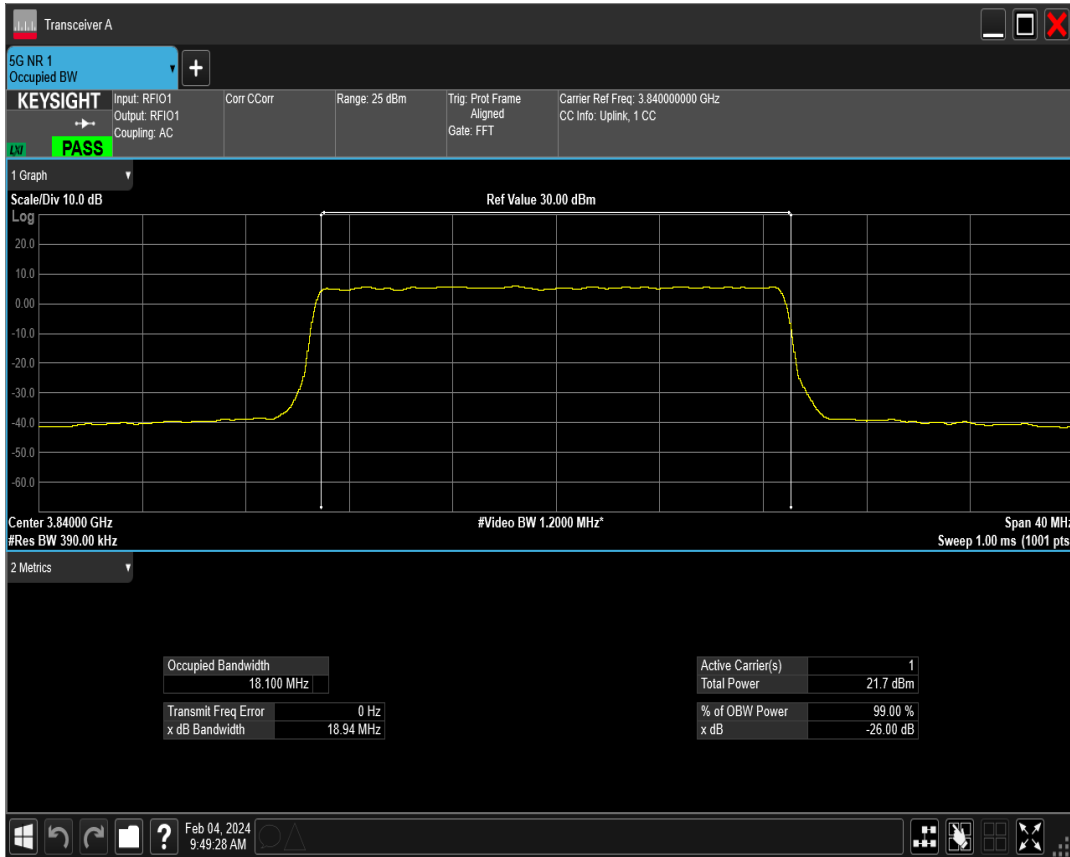 Transceiver A
5G NR 1
Occupied BW
KEYSIGHT
LXI
PASS
Input: RFIO1
Output: RFIO1
Coupling: AC
Corr CCorr
Range: 25 dBm
Trig: Prot Frame
Aligned
Gate: FFT
Carrier Ref Freq: 3.840000000 GHz
CC Info: Uplink, 1 CC
1 Graph
Scale/Div 10.0 dB
Ref Value 30.00 dBm
Log
20.0
10.0
0.00
-10.0
-20.0
-30.0
-40.0
-50.0
-60.0
Center 3.84000 GHz
#Video BW 1.2000 MHz*
Span 40 MHz
#Res BW 390.00 kHz
Sweep 1.00 ms (1001 pts
2 Metrics
Occupied Bandwidth
18.100 MHz
Transmit Freq Error 0 Hz
x dB Bandwidth 18.94 MHz
Active Carrier(s) 1
Total Power 21.7 dBm
% of OBW Power 99.00 %
x dB -26.00 dB
?
Feb 04, 2024
9:49:28 AM